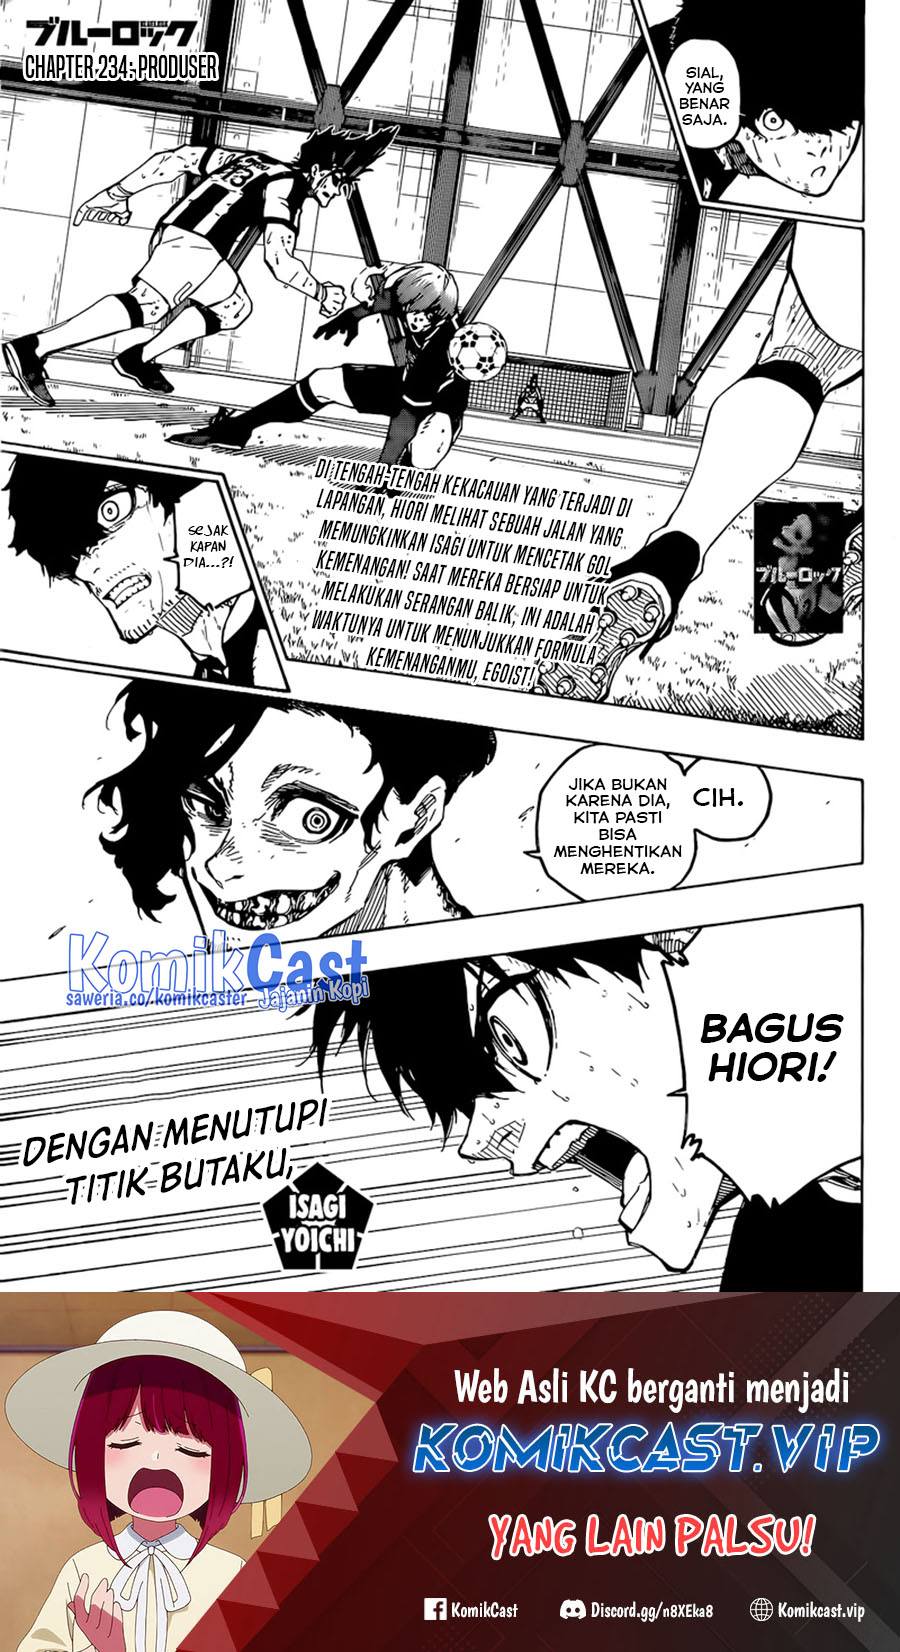 ブルーロック
CHAPTER 234: PRODUSER
SIAL,
YANG
BENAR
SAJA.
DI TENGAH-TENGAH KEKACAUAN YANG TERJADI DI
LAPANGAN, HIORI MELIHAT SEBUAH JALAN YANG
MEMUNGKINKAN ISAGI UNTUK MENCETAK GOL
KEMENANGAN! SAAT MEREKA BERSIAP UNTUK
MELAKUKAN SERANGAN BALIK, INI ADALAH
WAKTUNYA UNTUK MENUNJUKKAN FORMULA
KEMENANGANMU, EGOIST!
ブルーロック
SEJAK
KAPAN
DIA...?!
CIH.
JIKA BUKAN
KARENA DIA,
KITA PASTI
BISA
MENGHENTIKAN
MEREKA.
KomikCast
saweria.co/komikcaster Jajanin Kopi
BAGUS
HIORI!
DENGAN MENUTUPI
TITIK BUTAKU,
ISAGI
YOICHI
Web Asli KC berganti menjadi
KOMIKCAST.VIP
YANG LAIN PALSU!
KomikCast
Discord.gg/n8XEka8
Komikcast.vip